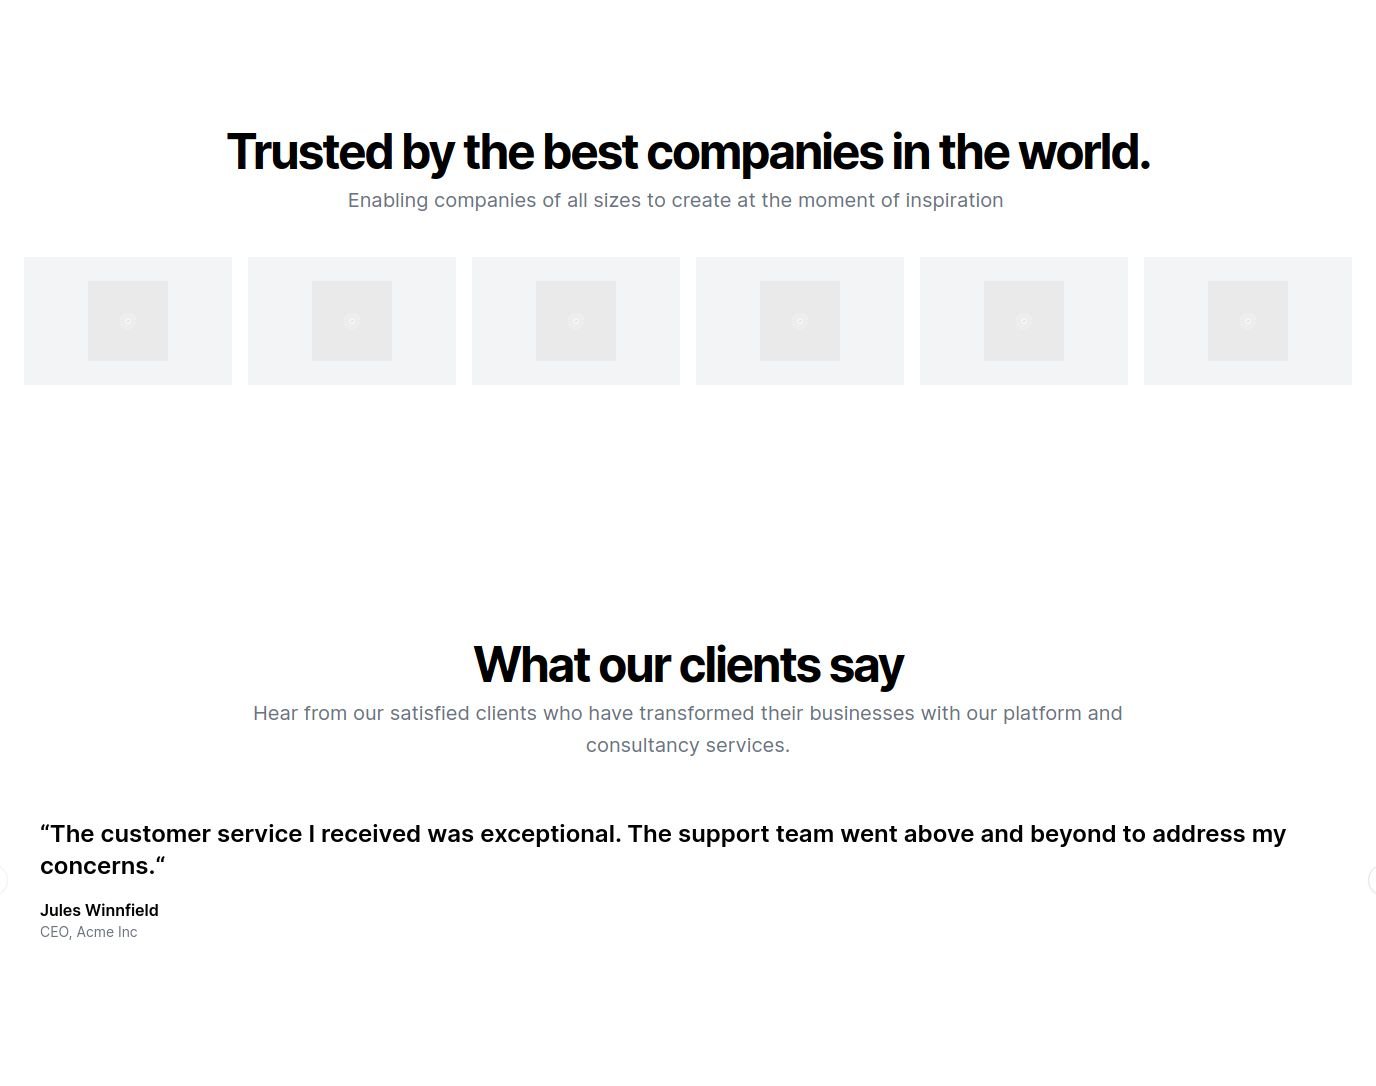 Trusted by the best companies in the world.
Enabling companies of all sizes to create at the moment of inspiration
What our clients say
Hear from our satisfied clients who have transformed their businesses with our platform and
consultancy services.
“The customer service I received was exceptional. The support team went above and beyond to address my
concerns.“
Jules Winnfield
CEO, Acme Inc